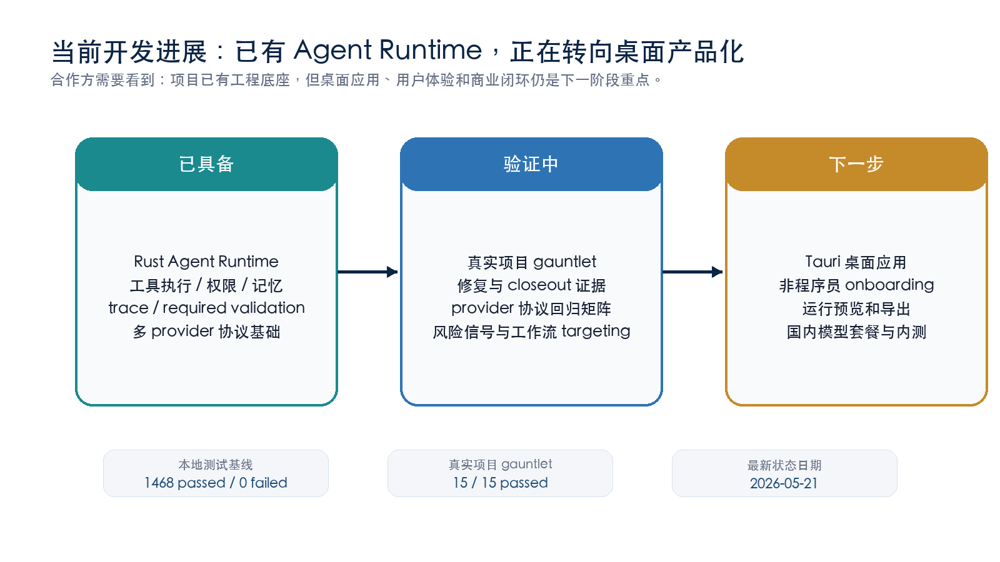 当前开发进展：已有 Agent Runtime，正在转向桌面产品化
合作方需要看到：项目已有工程底座，但桌面应用、用户体验和商业闭环仍是下一阶段重点。
已具备
Rust Agent Runtime
工具执行 / 权限 / 记忆
trace / required validation
多 provider 协议基础
验证中
真实项目 gauntlet
修复与 closeout 证据
provider 协议回归矩阵
风险信号与工作流 targeting
下一步
Tauri 桌面应用
非程序员 onboarding
运行预览和导出
国内模型套餐与内测
本地测试基线
1468 passed / 0 failed
真实项目 gauntlet
15 / 15 passed
最新状态日期
2026-05-21